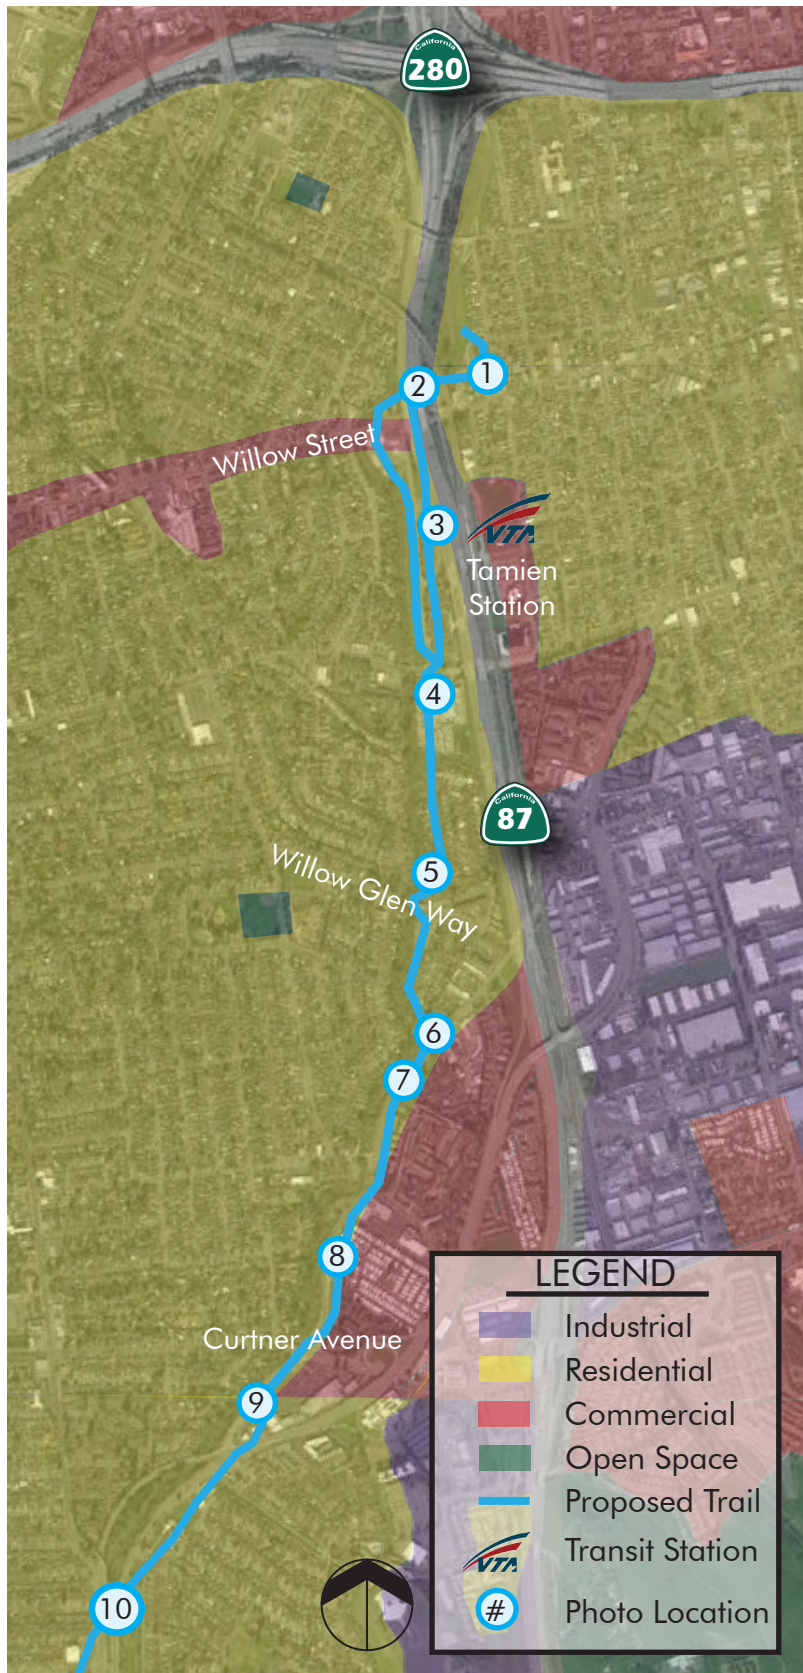 California
280
1
2
Willow Street
3
VTA
Tamien
Station
4
California
87
5
Willow Glen Way
6
7
8
Curtner Avenue
9
10
LEGEND
Industrial
Residential
Commercial
Open Space
Proposed Trail
VTA
Transit Station
#
Photo Location